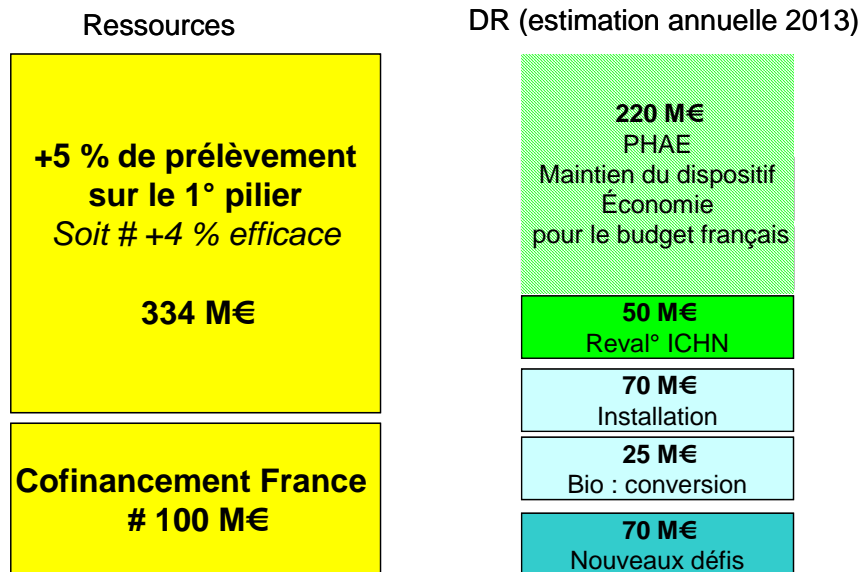 Ressources
DR (estimation annuelle 2013)
+5 % de prélèvement
sur le 1° pilier
Soit # +4 % efficace
334 M€
Cofinancement France
# 100 M€
220 M€
PHAE
Maintien du dispositif
Économie
pour le budget français
50 M€
Reval° ICHN
70 M€
Installation
25 M€
Bio : conversion
70 M€
Nouveaux défis